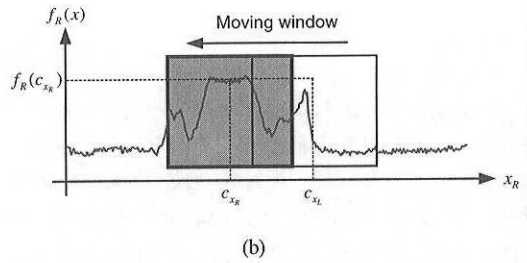 f_R(x)
Moving window
f_R(c_{x_R})
c_{x_R}
c_{x_L}
x_R
(b)